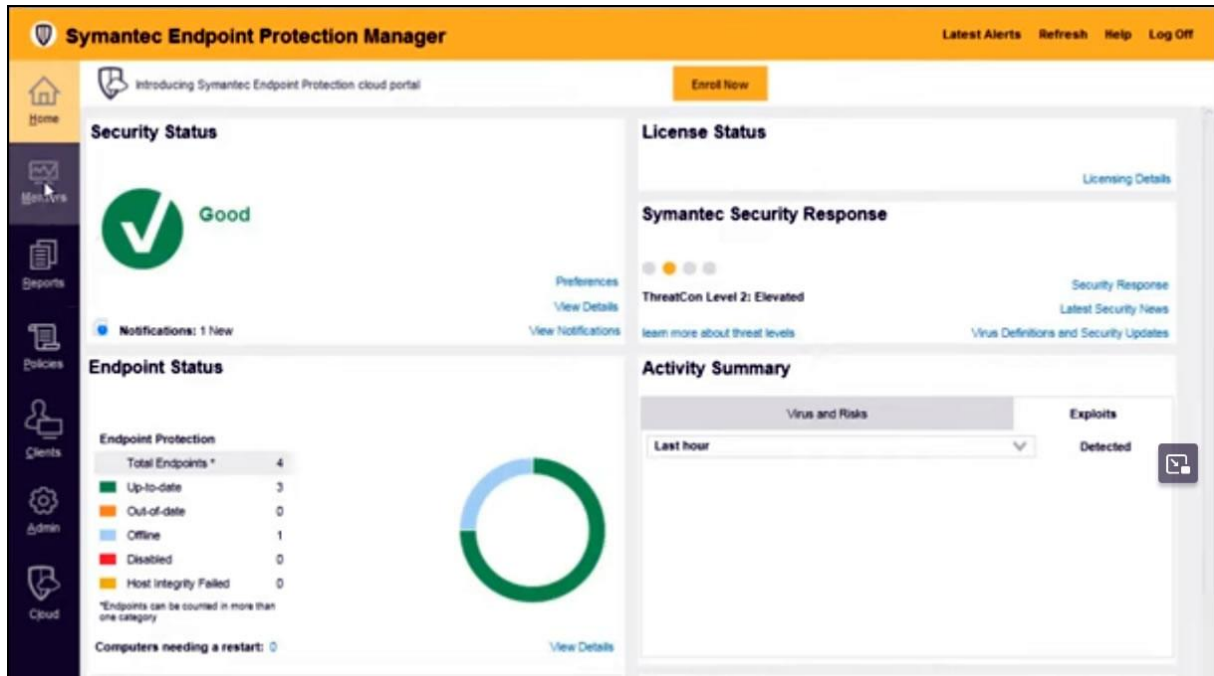 Symantec Endpoint Protection Manager
Latest Alerts Refresh Help Log Off
Home
Monitors
Reports
Policies
Clients
Admin
Cloud
Introducing Symantec Endpoint Protection cloud portal
Enroll Now
Security Status
Good
Preferences
View Details
Notifications: 1 New
View Notifications
License Status
Licensing Details
Symantec Security Response
ThreatCon Level 2: Elevated
Security Response
Latest Security News
learn more about threat levels
Virus Definitions and Security Updates
Endpoint Status
Endpoint Protection
Total Endpoints * 4
Up-to-date 3
Out-of-date 0
Offline 1
Disabled 0
Host Integrity Failed 0
*Endpoints can be counted in more than
one category
Computers needing a restart: 0
View Details
Activity Summary
Virus and Risks
Exploits
Last hour
Detected